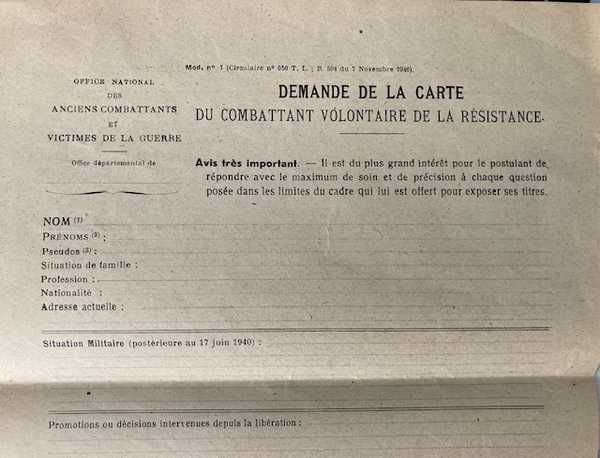 Mod. nº 1 (Circulaire nº 650 T. L. ; B. 504 du 7 Novembre 1946).
OFFICE NATIONAL
DES
ANCIENS COMBATTANTS
ET
VICTIMES DE LA GUERRE
Office départemental de
DEMANDE DE LA CARTE
DU COMBATTANT VOLONTAIRE DE LA RÉSISTANCE.
Avis très important. — Il est du plus grand intérêt pour le postulant de
répondre avec le maximum de soin et de précision à chaque question
posée dans les limites du cadre qui lui est offert pour exposer ses titres.
NOM (1)
PRÉNOMS (2) :
Pseudos (3) :
Situation de famille :
Profession :
Nationalité :
Adresse actuelle :
Situation Militaire (postérieure au 17 juin 1940) :
Promotions ou décisions intervenues depuis la libération :